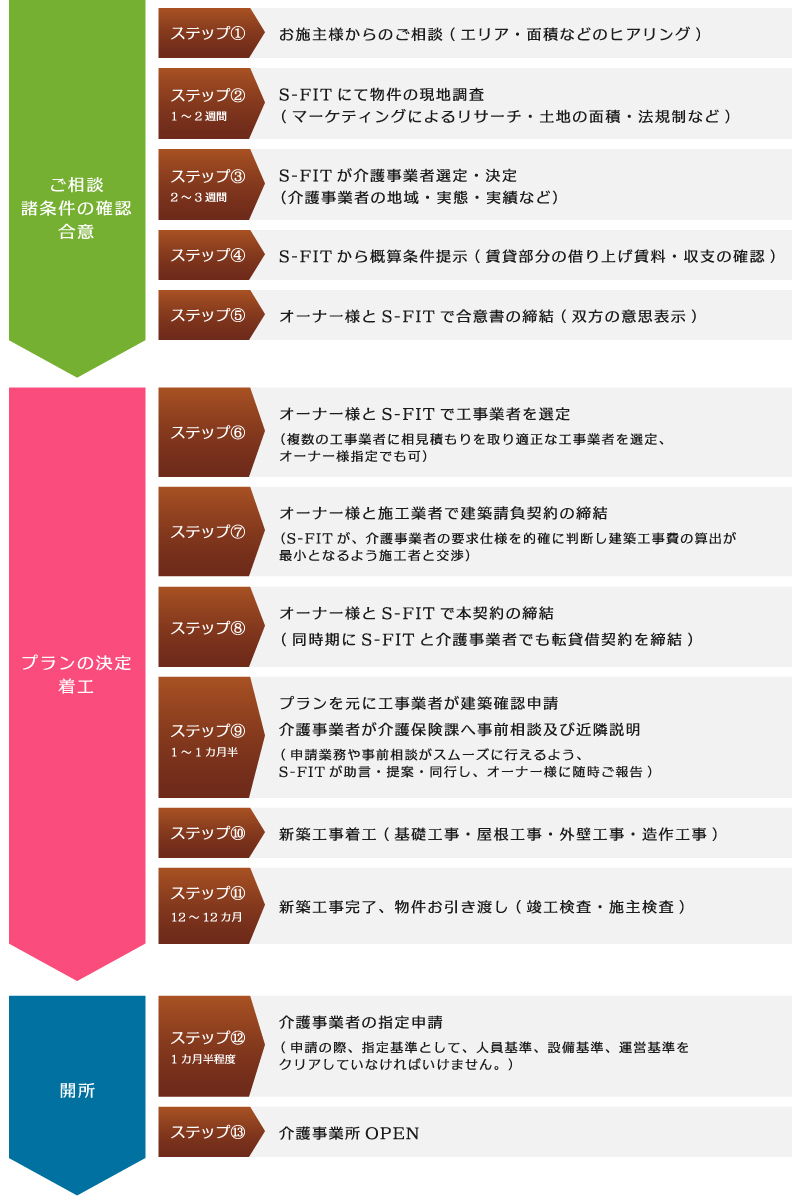 ご相談
諸条件の確認
合意
ステップ①
お施主様からのご相談（エリア・面積などのヒアリング）
ステップ②
1～2週間
S-FITにて物件の現地調査
（マーケティングによるリサーチ・土地の面積・法規制など）
ステップ③
2～3週間
S-FITが介護事業者選定・決定
（介護事業者の地域・実態・実績など）
ステップ④
S-FITから概算条件提示（賃貸部分の借り上げ賃料・収支の確認）
ステップ⑤
オーナー様とS-FITで合意書の締結（双方の意思表示）
プランの決定
着工
ステップ⑥
オーナー様とS-FITで工事業者を選定
（複数の工事業者に相見積もりを取り適正な工事業者を選定、
オーナー様指定でも可）
ステップ⑦
オーナー様と施工業者で建築請負契約の締結
（S-FITが、介護事業者の要求仕様を的確に判断し建築工事費の算出が
最小となるよう施工者と交渉）
ステップ⑧
オーナー様とS-FITで本契約の締結
（同時期にS-FITと介護事業者でも転貸借契約を締結）
ステップ⑨
1～1カ月半
プランを元に工事業者が建築確認申請
介護事業者が介護保険課へ事前相談及び近隣説明
（申請業務や事前相談がスムーズに行えるよう、
S-FITが助言・提案・同行し、オーナー様に随時ご報告）
ステップ⑩
新築工事着工（基礎工事・屋根工事・外壁工事・造作工事）
ステップ⑪
12～12カ月
新築工事完了、物件お引き渡し（竣工検査・施主検査）
開所
ステップ⑫
1カ月半程度
介護事業者の指定申請
（申請の際、指定基準として、人員基準、設備基準、運営基準を
クリアしていなければいけません。）
ステップ⑬
介護事業所OPEN